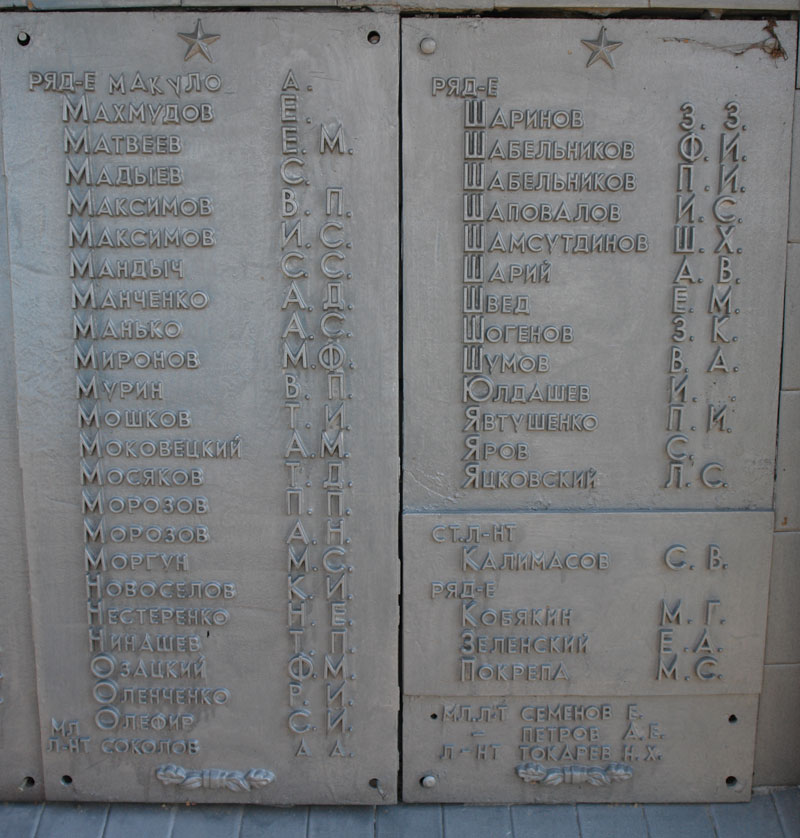 РЯД-Е МАКУЛО А.
МАХМУДОВ Е.
МАТВЕЕВ Е. М.
МАДЫЕВ С.
МАКСИМОВ В. П.
МАКСИМОВ И. С.
МАНДЫЧ С. С.
МАНЧЕНКО А. Д.
МАНЬКО А. С.
МИРОНОВ М. Ф.
МУРИН В. П.
МОШКОВ Т. И.
МОКОВЕЦКИЙ А. М.
МОСЯКОВ Т. Д.
МОРОЗОВ П. П.
МОРОЗОВ А. Н.
МОРГУН М. С.
НОВОСЕЛОВ К. И.
НЕСТЕРЕНКО Н. Е.
НИНАШЕВ Т. П.
ОЗАЦКИЙ Ф. М.
ОЛЕНЧЕНКО Р. И.
ОЛЕФИР С. И.
МЛ
Л-НТ СОКОЛОВ А А.
РЯД-Е
ШАРИНОВ З. З.
ШАБЕЛЬНИКОВ Ф. И.
ШАБЕЛЬНИКОВ П. И.
ШАПОВАЛОВ И. С.
ШАМСУТДИНОВ Ш. Х.
ШАРИЙ А. В.
ШВЕД Е. М.
ШОГЕНОВ З. К.
ШУМОВ В. А.
ЮЛДАШЕВ И.
ЯВТУШЕНКО П. И.
ЯРОВ С.
ЯЦКОВСКИЙ Л. С.
СТ.Л-НТ
КАЛИМАСОВ С. В.
РЯД-Е
КОБЯКИН М. Г.
ЗЕЛЕНСКИЙ Е. А.
ПОКРЕПА М. С.
МЛ.Л-Т СЕМЕНОВ Е.
– ПЕТРОВ А. Е.
Л-НТ ТОКАРЕВ Н. Х.